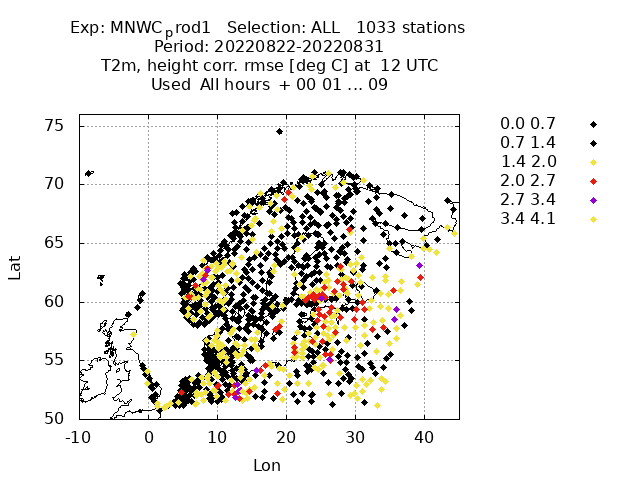 Exp: MNWCprod1 Selection: ALL 1033 stations
Period: 20220822-20220831
T2m, height corr. rmse [deg C] at 12 UTC
Used All hours + 00 01 ... 09
0.0 0.7
0.7 1.4
1.4 2.0
2.0 2.7
2.7 3.4
3.4 4.1
75
70
65
60
55
50
Lat
-10 0 10 20 30 40
Lon